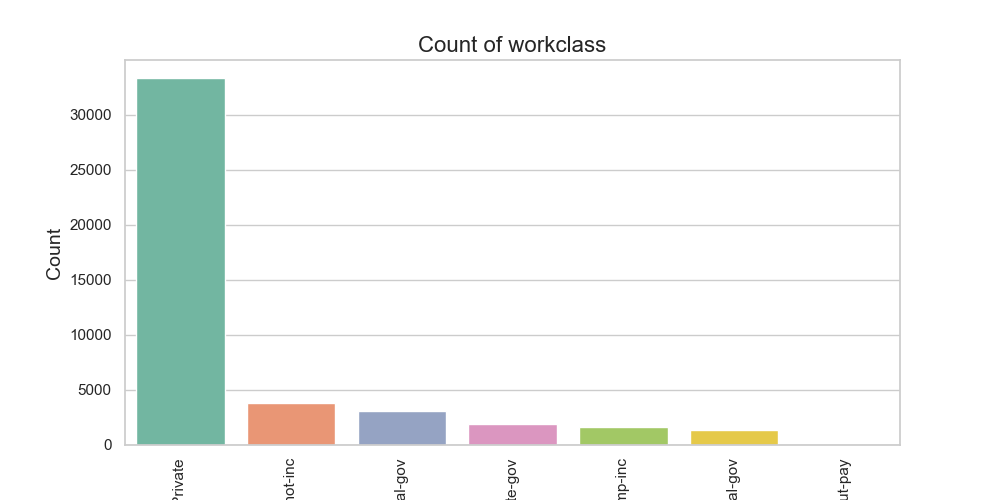 Count of workclass
Count
30000
25000
20000
15000
10000
5000
0
Private
not-inc
al-gov
te-gov
mp-inc
al-gov
ut-pay